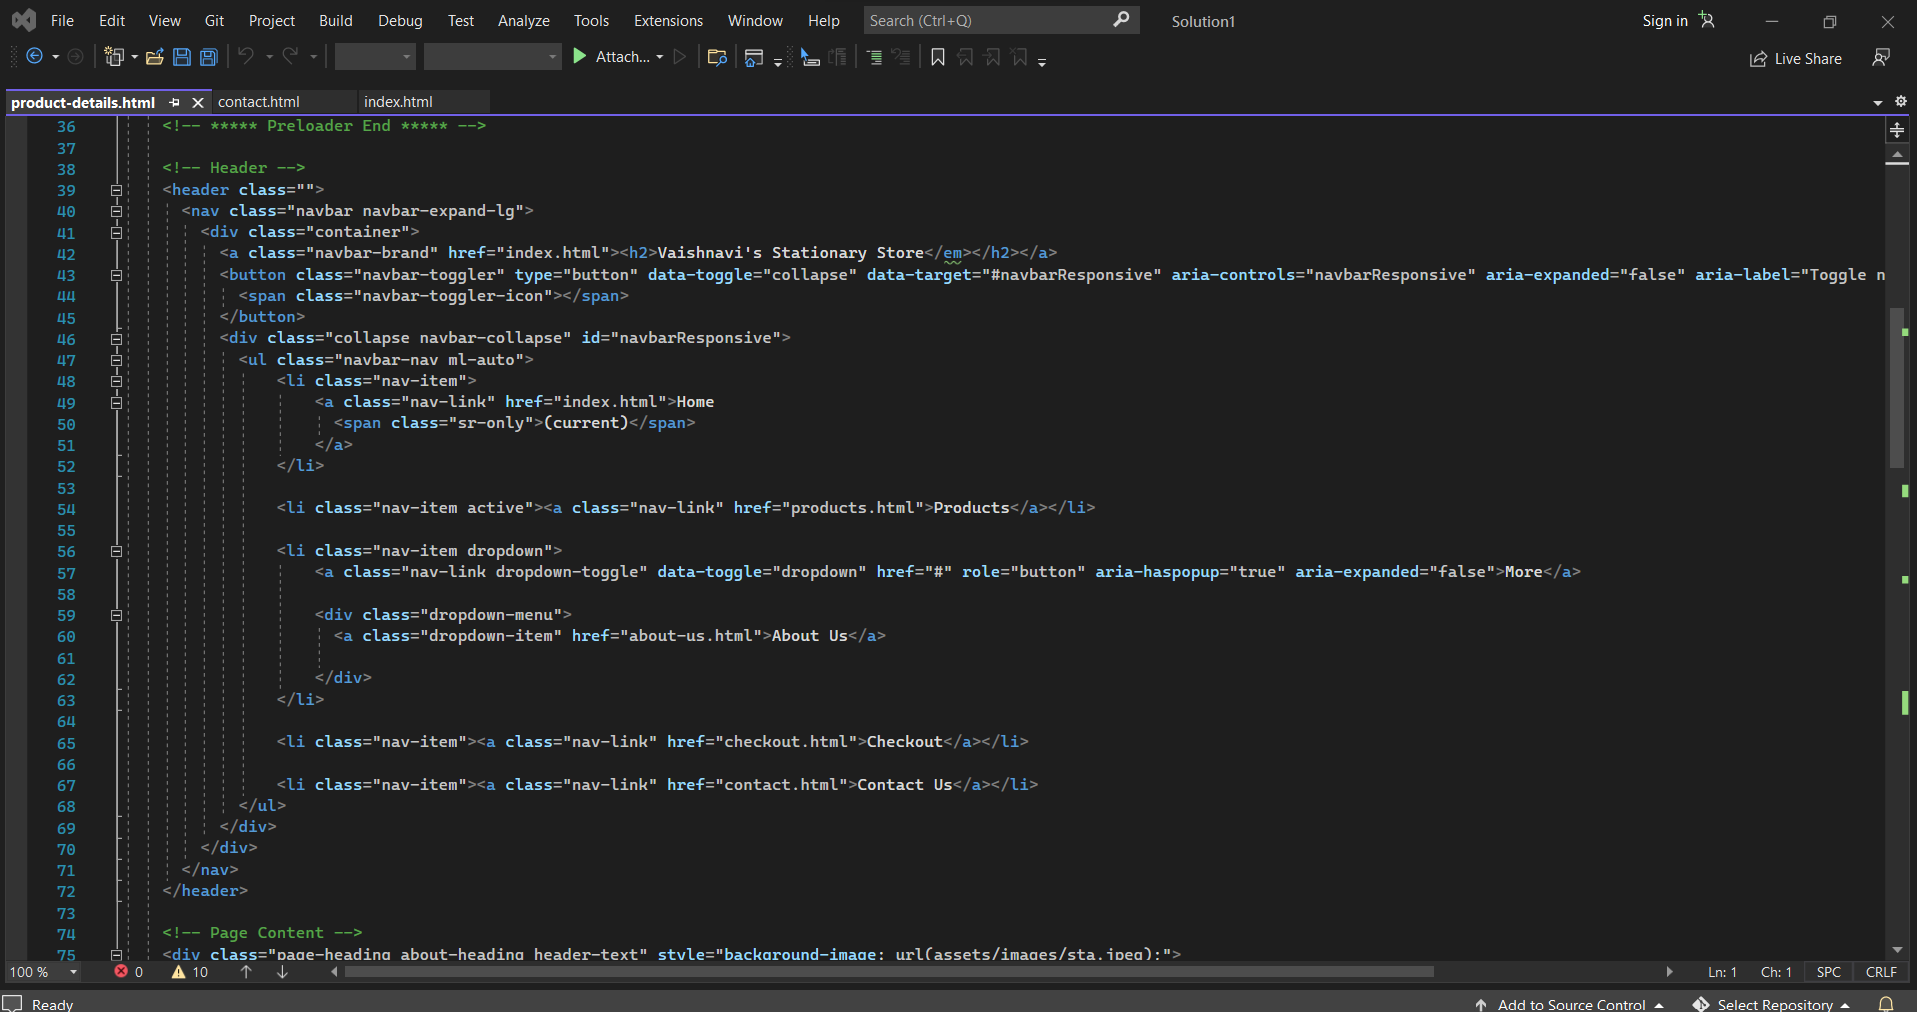 File Edit View Git Project Build Debug Test Analyze Tools Extensions Window Help Search (Ctrl+Q) Solution1 Sign in
Attach... Live Share
product-details.html contact.html index.html
36 <!-- ***** Preloader End ***** -->
37
38 <!-- Header -->
39 <header class="">
40 <nav class="navbar navbar-expand-lg">
41 <div class="container">
42 <a class="navbar-brand" href="index.html"><h2>Vaishnavi's Stationary Store</em></h2></a>
43 <button class="navbar-toggler" type="button" data-toggle="collapse" data-target="#navbarResponsive" aria-controls="navbarResponsive" aria-expanded="false" aria-label="Toggle n
44 <span class="navbar-toggler-icon"></span>
45 </button>
46 <div class="collapse navbar-collapse" id="navbarResponsive">
47 <ul class="navbar-nav ml-auto">
48 <li class="nav-item">
49 <a class="nav-link" href="index.html">Home
50 <span class="sr-only">(current)</span>
51 </a>
52 </li>
53
54 <li class="nav-item active"><a class="nav-link" href="products.html">Products</a></li>
55
56 <li class="nav-item dropdown">
57 <a class="nav-link dropdown-toggle" data-toggle="dropdown" href="#" role="button" aria-haspopup="true" aria-expanded="false">More</a>
58
59 <div class="dropdown-menu">
60 <a class="dropdown-item" href="about-us.html">About Us</a>
61
62 </div>
63 </li>
64
65 <li class="nav-item"><a class="nav-link" href="checkout.html">Checkout</a></li>
66
67 <li class="nav-item"><a class="nav-link" href="contact.html">Contact Us</a></li>
68 </ul>
69 </div>
70 </div>
71 </nav>
72 </header>
73
74 <!-- Page Content -->
75 <div class="page-heading about-heading header-text" style="background-image: url(assets/images/sta.jpeg);">
100 % 0 10 Ln: 1 Ch: 1 SPC CRLF
Ready Add to Source Control Select Repository